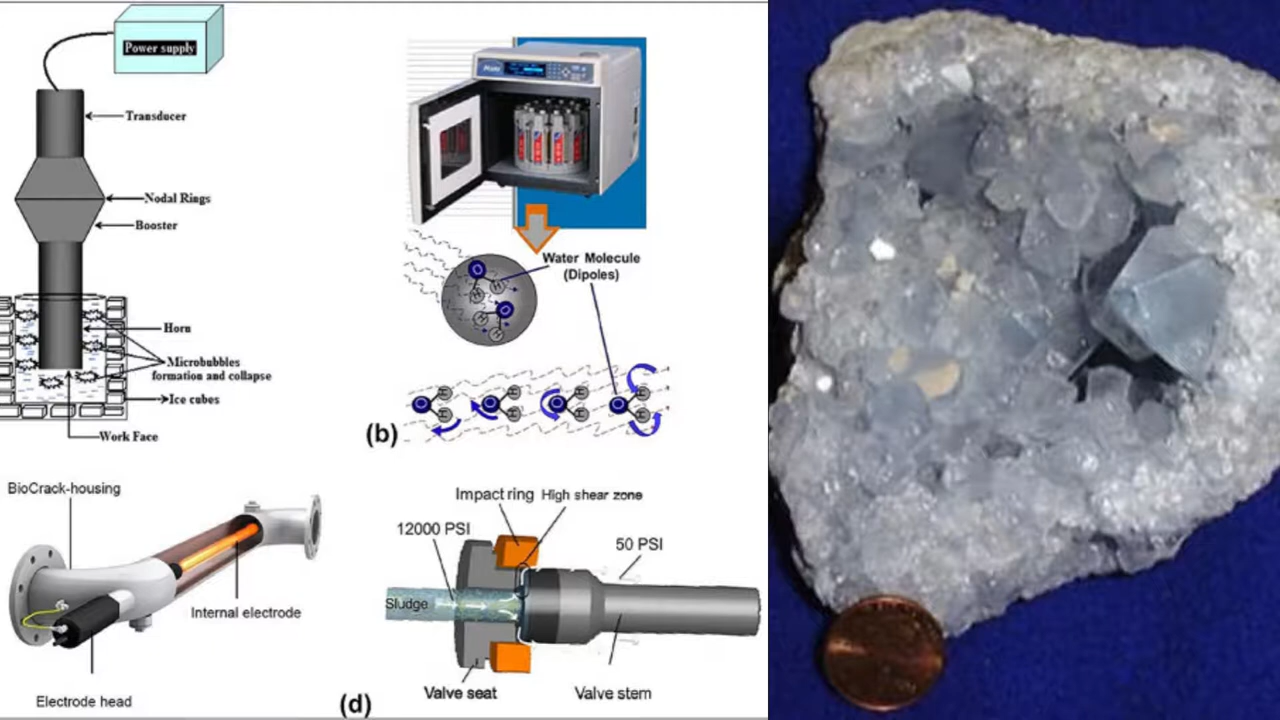 Power supply
Transducer
Nodal Rings
Booster
Horn
Microbubbles
formation and collapse
Ice cubes
Work Face
Water Molecule
(Dipoles)
O
H
H
O
H
H
O
H
H
O
H
H
O
H
H
O
H
H
(b)
BioCrack-housing
Internal electrode
Electrode head
Impact ring
High shear zone
12000 PSI
50 PSI
Sludge
Valve seat
Valve stem
(d)